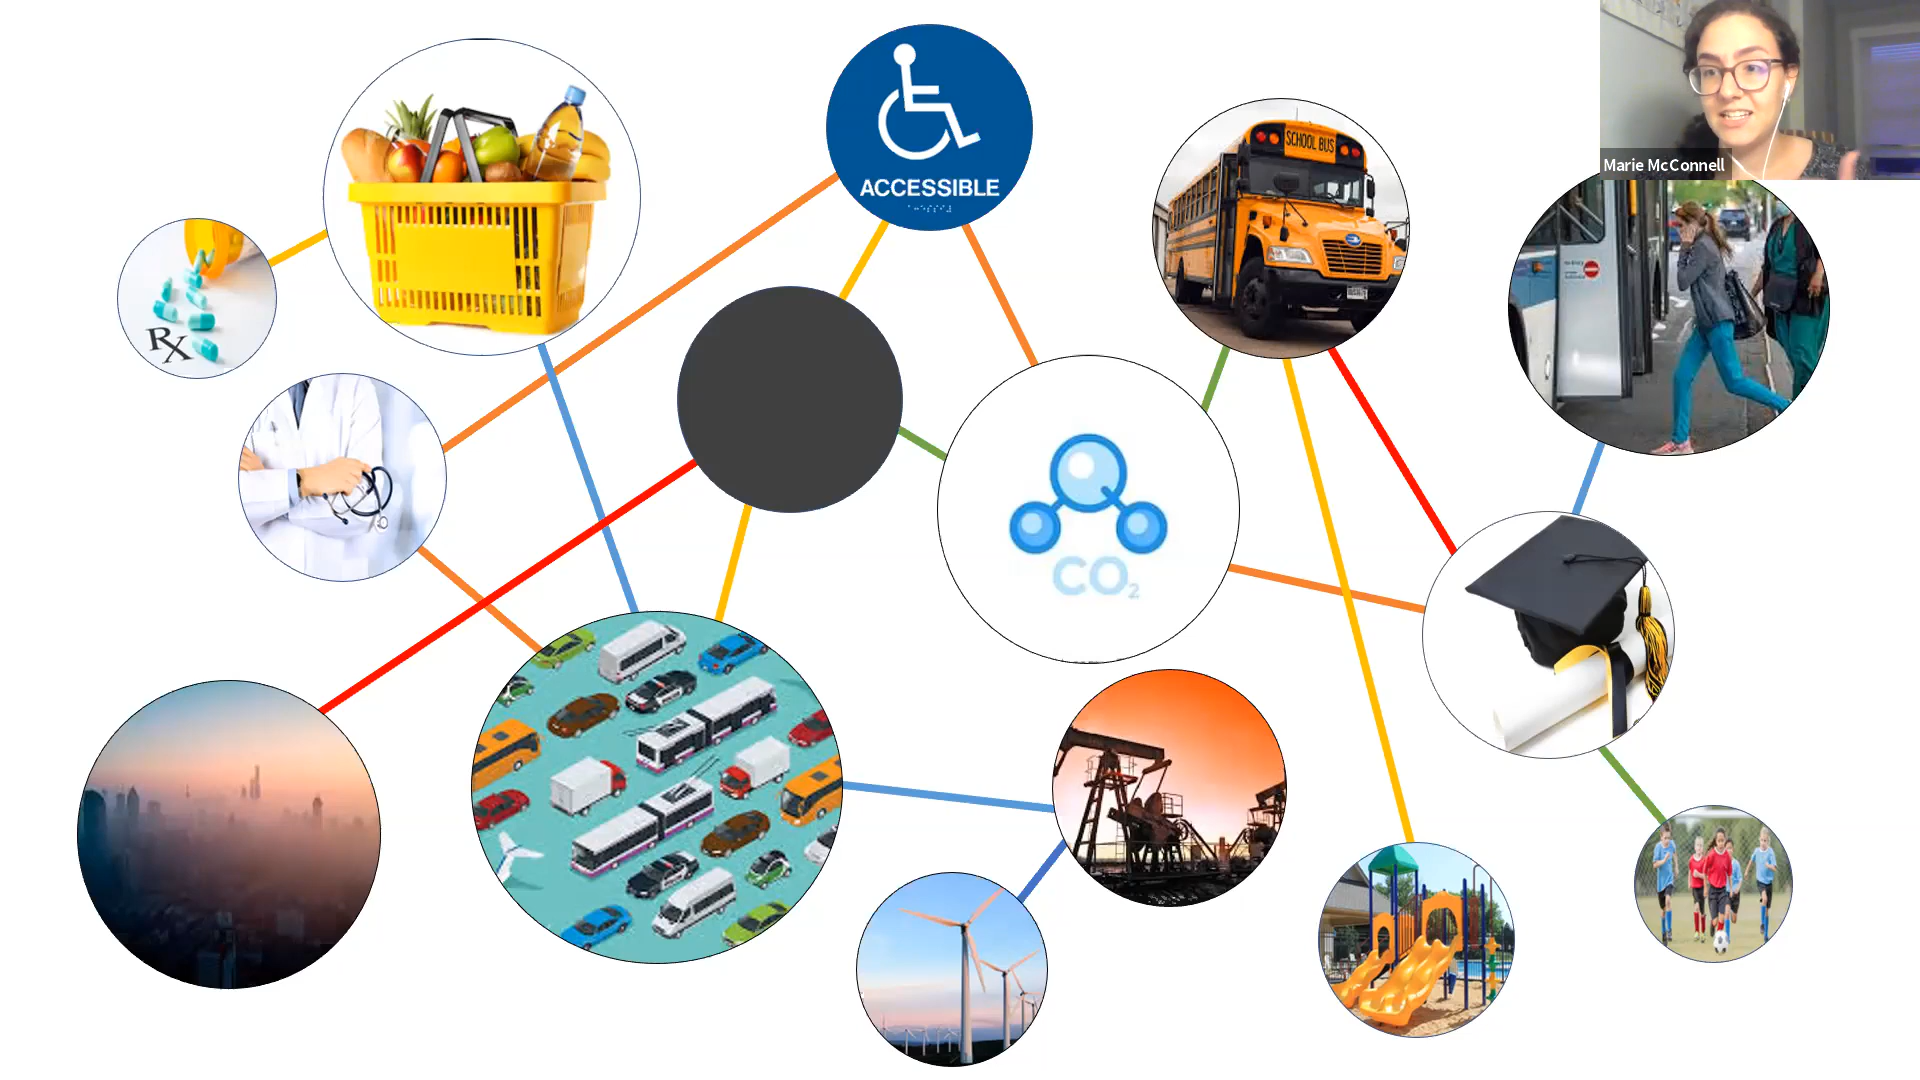 ACCESSIBLE
SCHOOL BUS
Marie McConnell
RX
CO₂